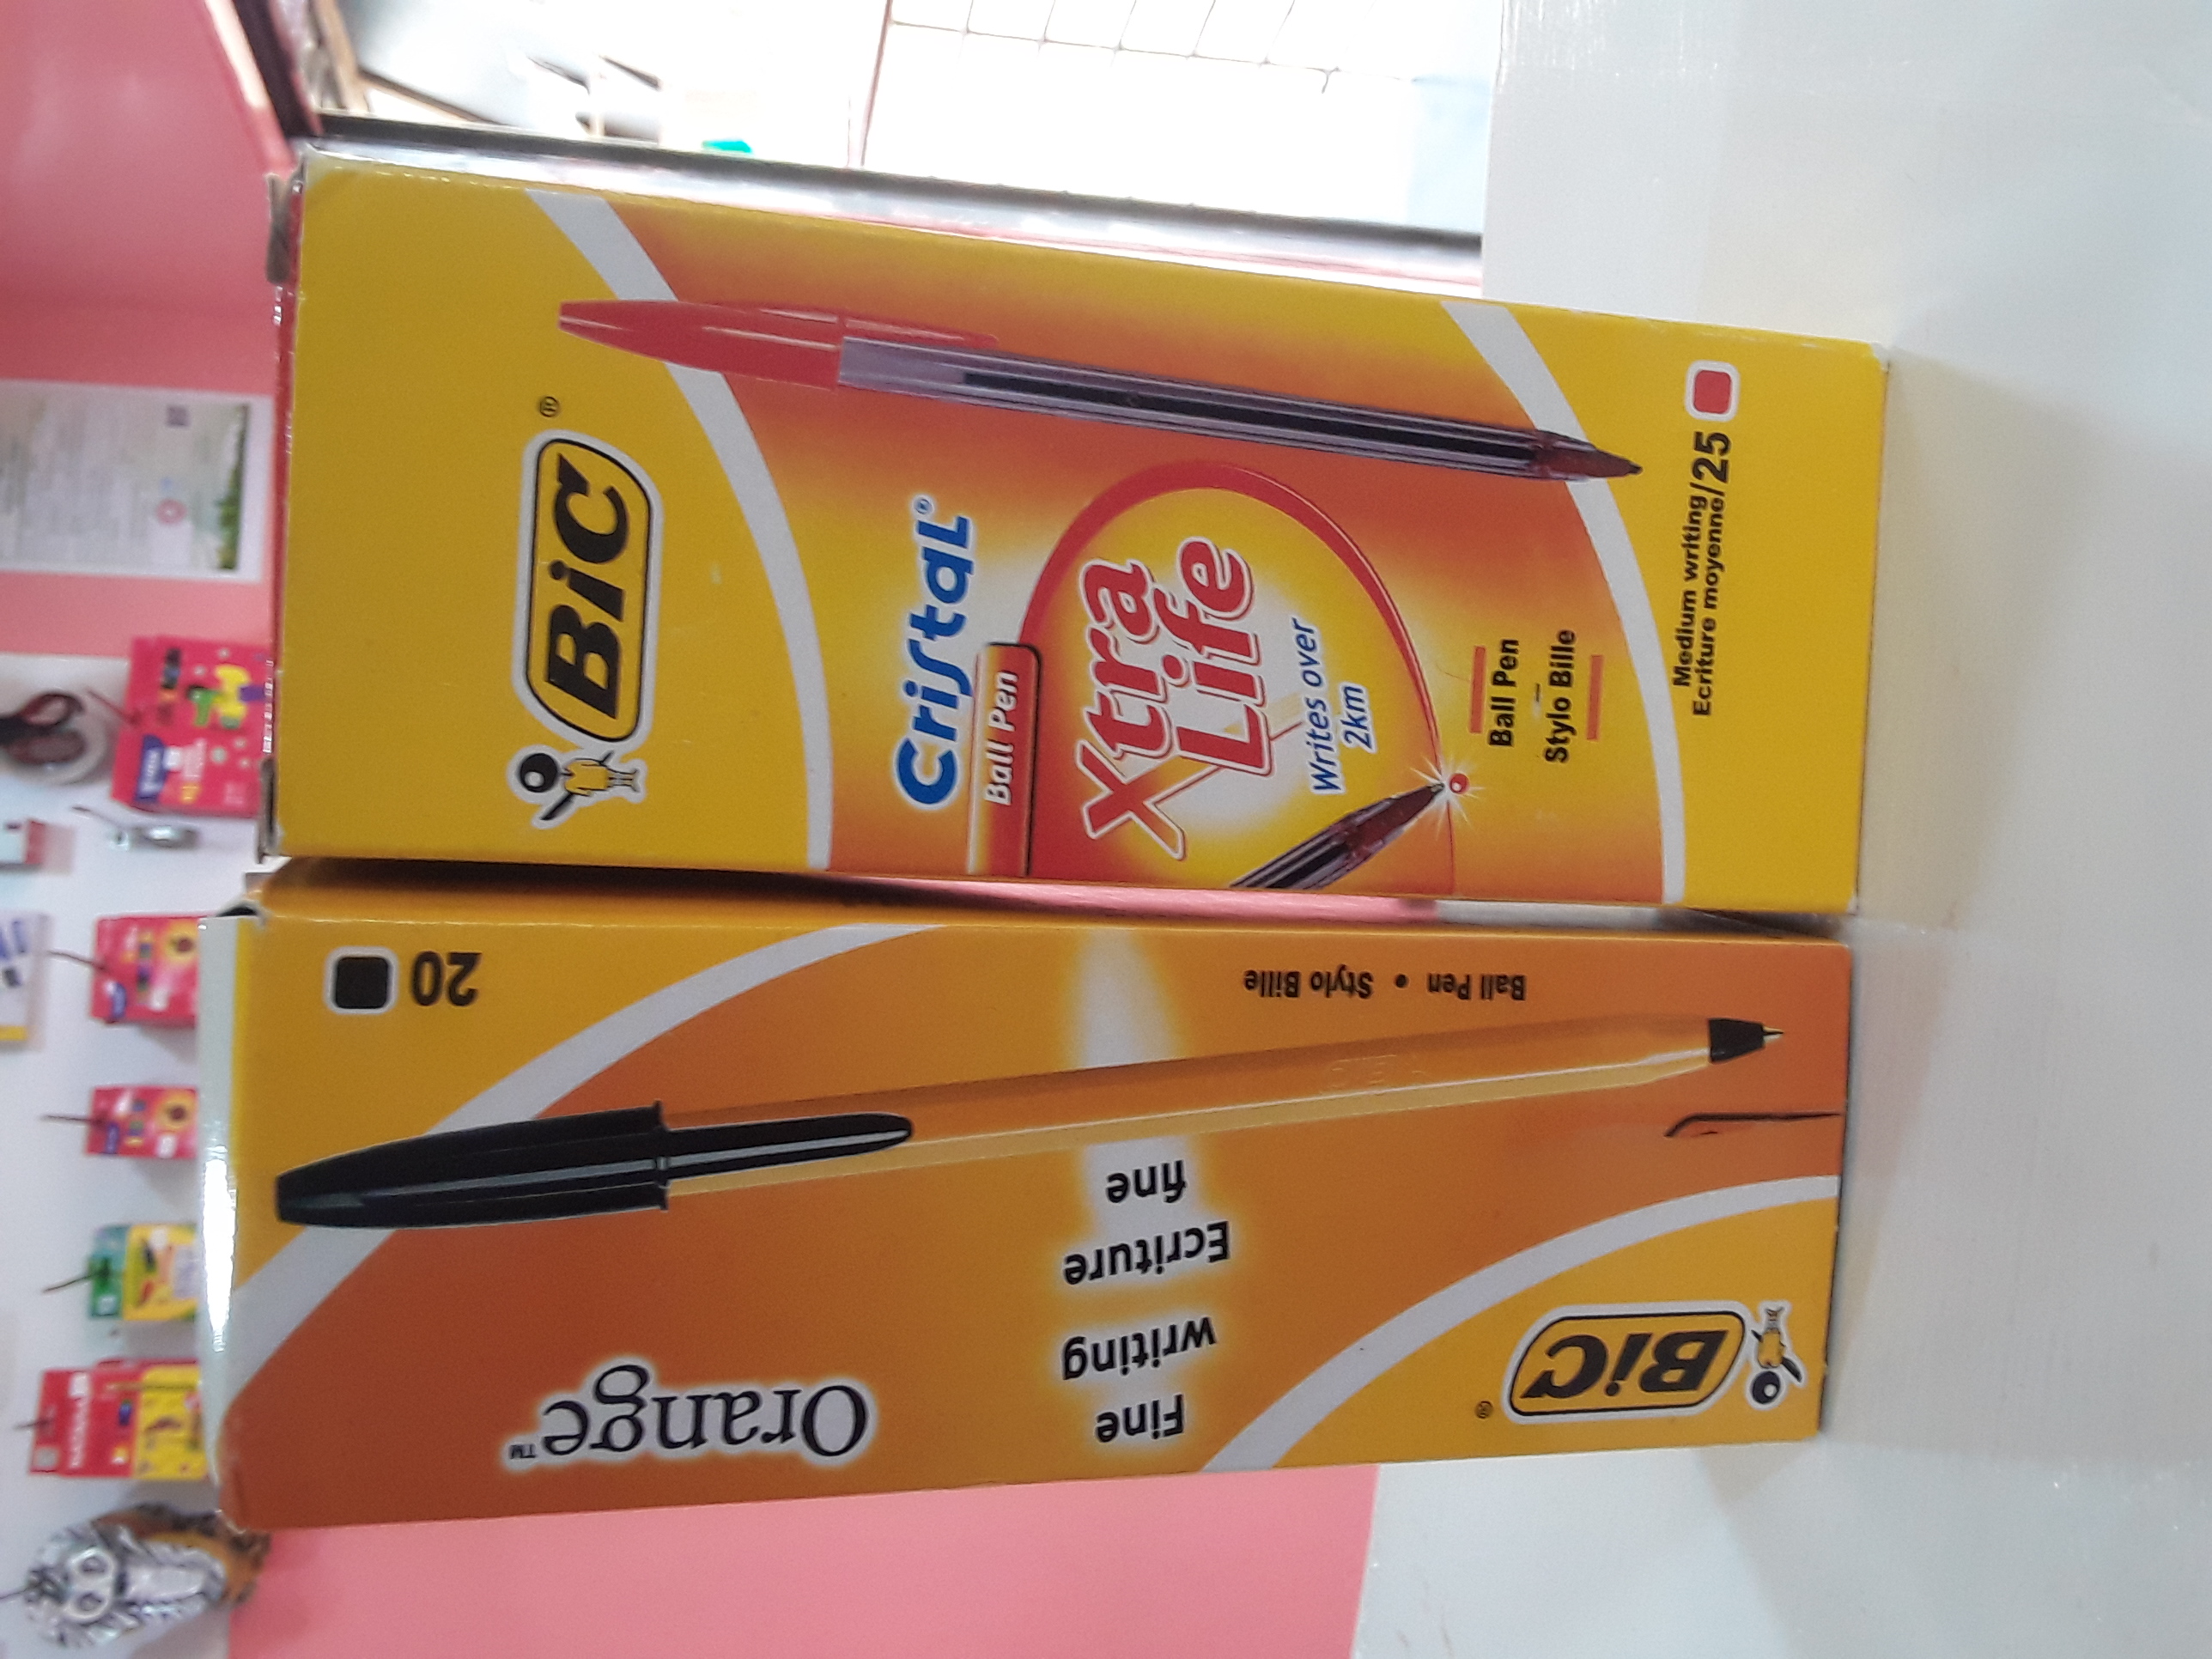 Orange™
20
Fine
writing
Ecriture
fine
Ball Pen • Stylo Bille
BiC®
BiC®
Cristal®
Ball Pen
Xtra
Life
Writes over
2km
Ball Pen
Stylo Bille
Medium writing
Ecriture moyenne/25